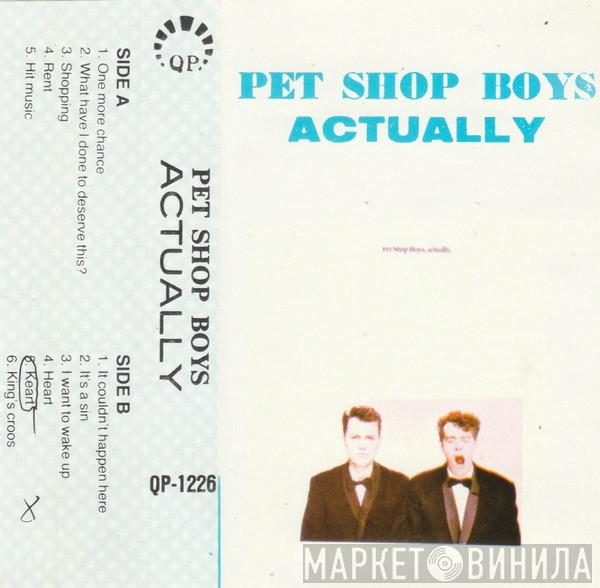 QP
SIDE A
1. One more chance
2. What have I done to deserve this?
3. Shopping
4. Rent
5. Hit music
SIDE B
1. It couldn't happen here
2. It's a sin
3. I want to wake up
4. Heart
5. Keart
6. King's croos
X
PET SHOP BOYS
ACTUALLY
QP-1226
PET SHOP BOYS
ACTUALLY
Pet Shop Boys, actually.
МАРКЕТ ВИНИЛА